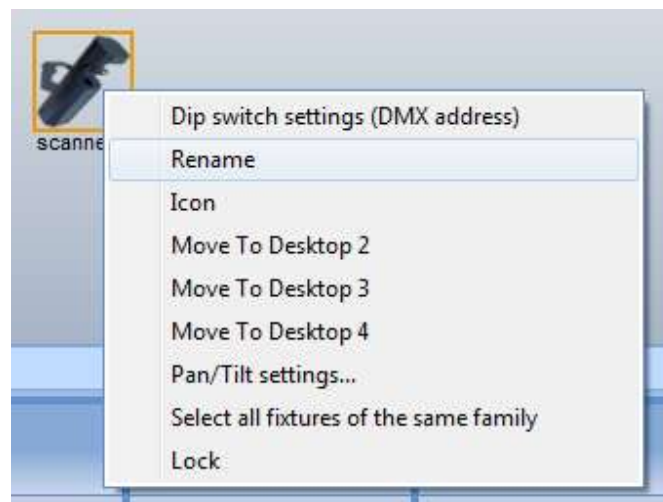 scanne
Dip switch settings (DMX address)
Rename
Icon
Move To Desktop 2
Move To Desktop 3
Move To Desktop 4
Pan/Tilt settings...
Select all fixtures of the same family
Lock